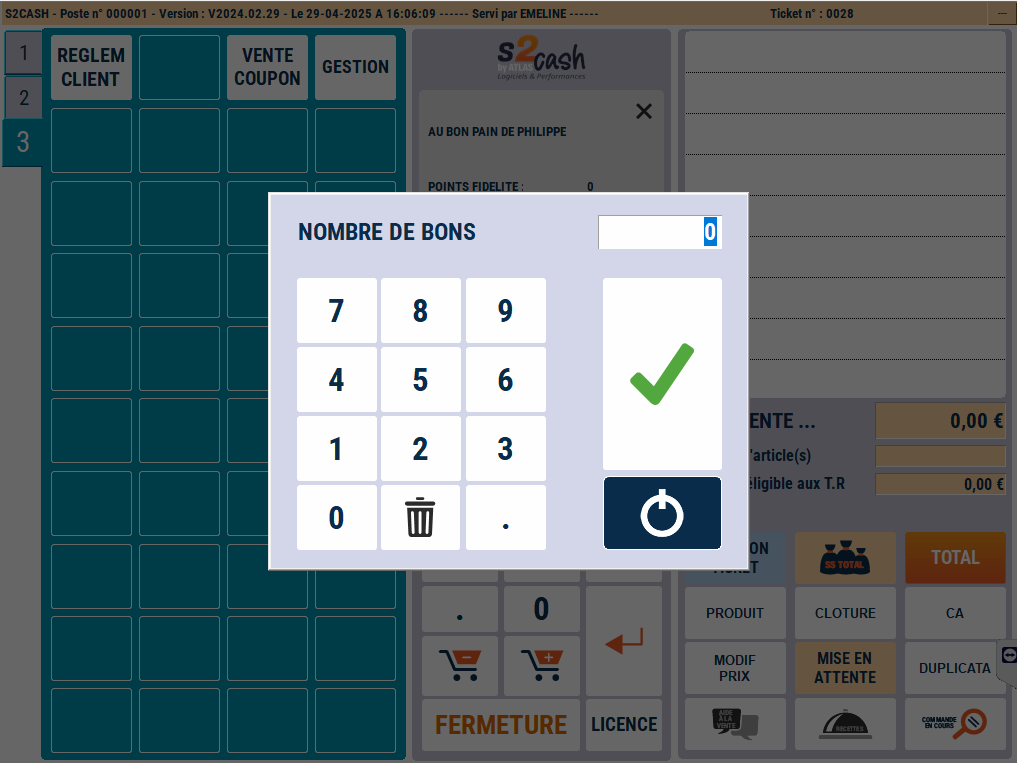 S2CASH - Poste n° 000001 - Version : V2024.02.29 - Le 29-04-2025 A 16:06:09 ------ Servi par EMELINE ------
Ticket n° : 0028
...
1
2
3
REGLEM
CLIENT
VENTE
COUPON
GESTION
S2cash
by ATLAS
Logiciels & Performances
AU BON PAIN DE PHILIPPE
POINTS FIDELITE :
0
NOMBRE DE BONS
0
7
8
9
4
5
6
1
2
3
0
.
ENTE ...
0,00 €
'article(s)
éligible aux T.R
0,00 €
ON
SS TOTAL
TOTAL
.
0
PRODUIT
CLOTURE
CA
MODIF
PRIX
MISE EN
ATTENTE
DUPLICATA
FERMETURE
LICENCE
AIDE
A LA
VENTE
RECETTES
COMMANDE
EN COURS